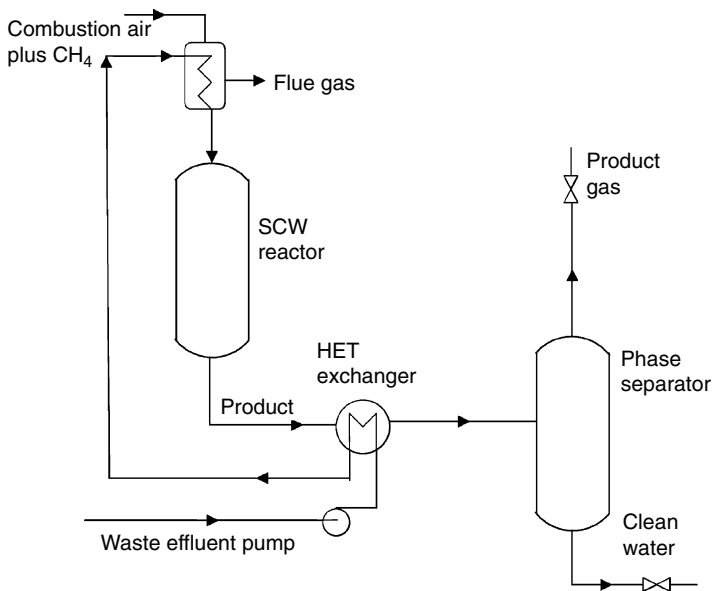 Combustion air
plus CH₄
Flue gas
Product
gas
SCW
reactor
HET
exchanger
Phase
separator
Product
Clean
water
Waste effluent pump